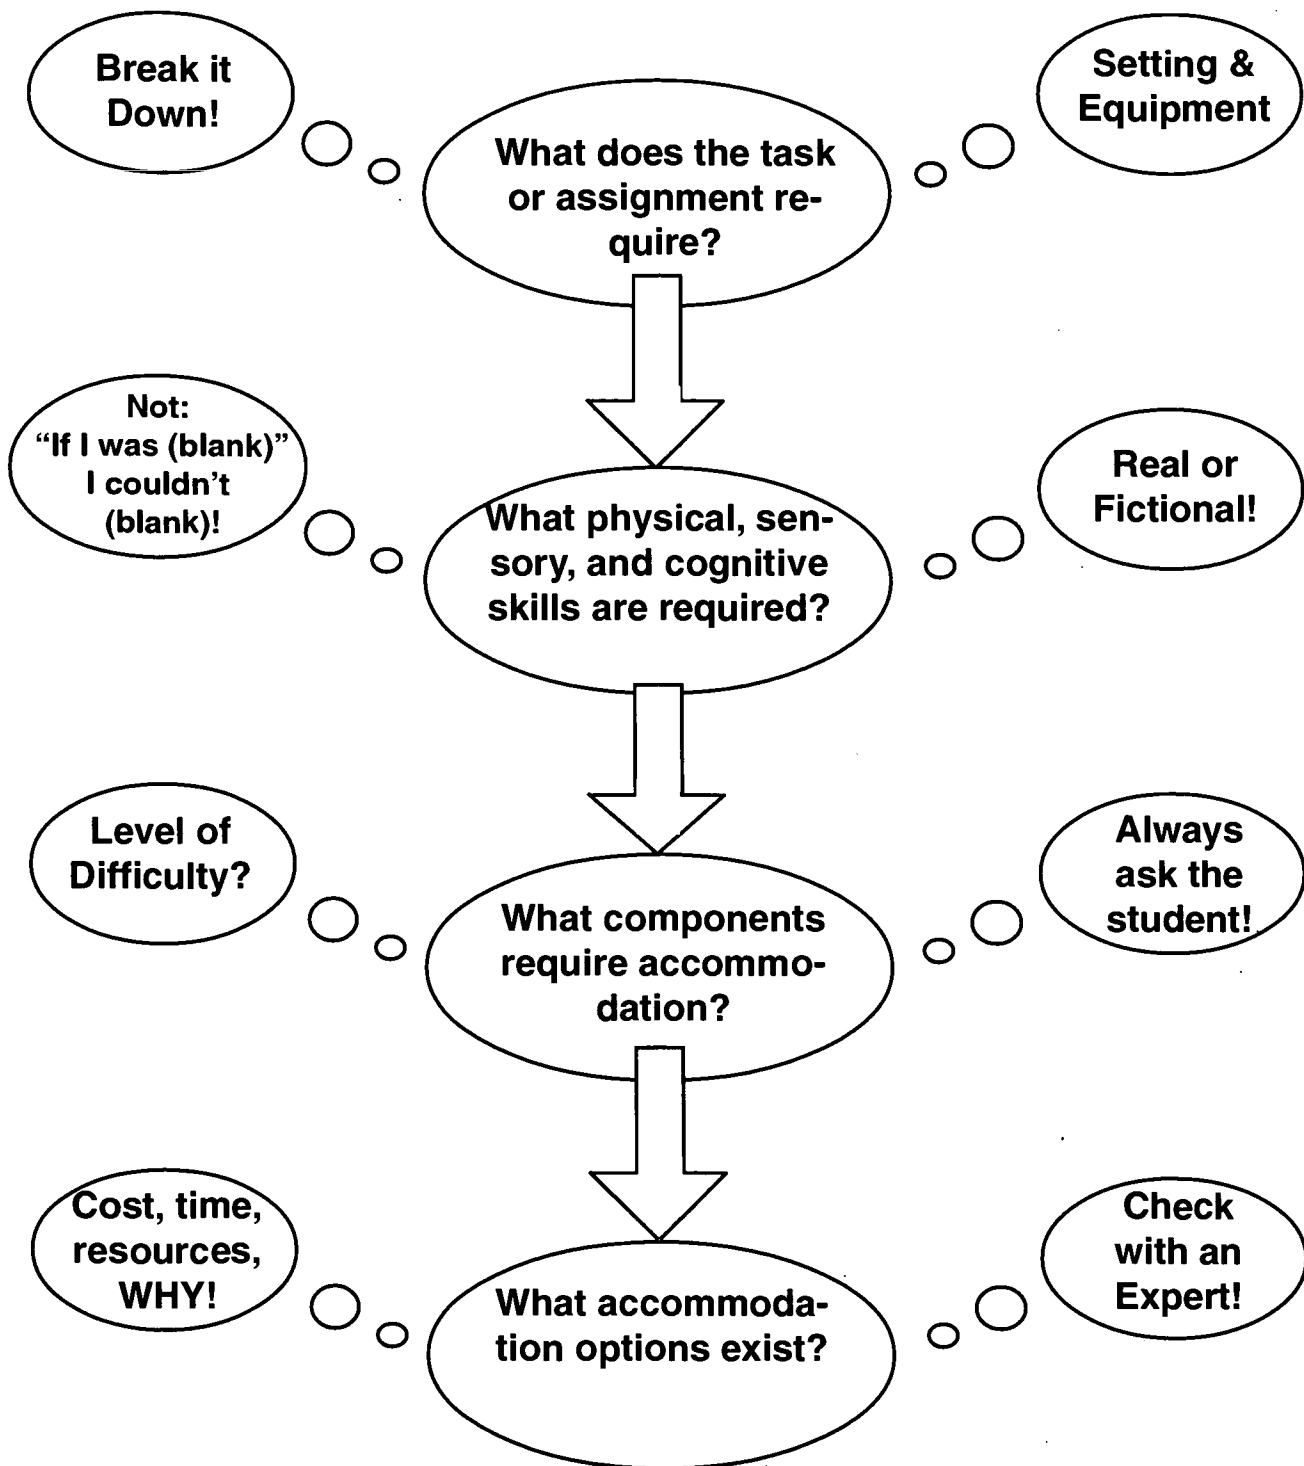 Break it
Down!
Setting &
Equipment
What does the task
or assignment re-
quire?
Not:
“If I was (blank)”
I couldn't
(blank)!
Real or
Fictional!
What physical, sen-
sory, and cognitive
skills are required?
Level of
Difficulty?
Always
ask the
student!
What components
require accommo-
dation?
Cost, time,
resources,
WHY!
Check
with an
Expert!
What accommoda-
tion options exist?